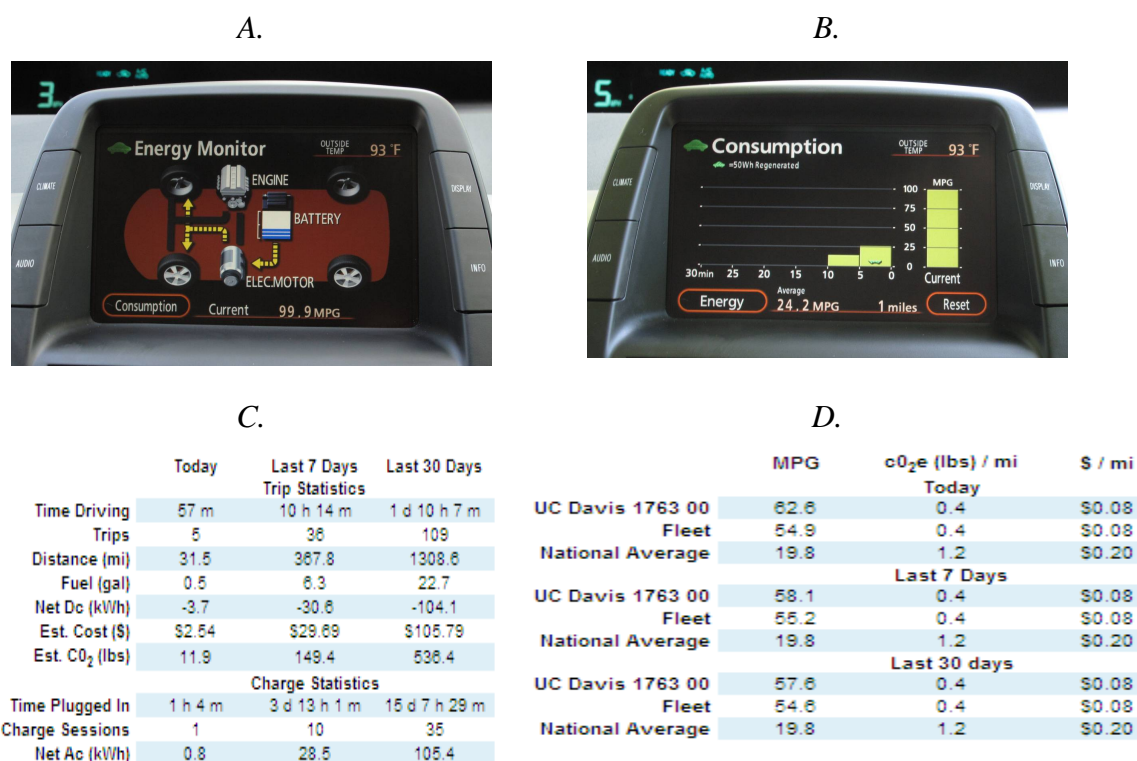 A.
B.
3 MPH
Energy Monitor
OUTSIDE TEMP 93 °F
CLIMATE
DISPLAY
ENGINE
BATTERY
AUDIO
INFO
ELEC.MOTOR
Consumption Current 99.9 MPG
5
Consumption
OUTSIDE TEMP 93 °F
=50Wh Regenerated
CLIMATE
DISPLAY
MPG
100
75
50
25
0
AUDIO
INFO
30min 25 20 15 10 5 0
Current
Average
Energy 24.2 MPG 1 miles Reset
C.
Today Last 7 Days Last 30 Days
Trip Statistics
Time Driving 57 m 10 h 14 m 1 d 10 h 7 m
Trips 5 36 109
Distance (mi) 31.5 367.8 1308.6
Fuel (gal) 0.5 6.3 22.7
Net Dc (kWh) -3.7 -30.6 -104.1
Est. Cost ($) $2.54 $29.69 $105.79
Est. C0₂ (lbs) 11.9 149.4 536.4
Charge Statistics
Time Plugged In 1 h 4 m 3 d 13 h 1 m 15 d 7 h 29 m
Charge Sessions 1 10 35
Net Ac (kWh) 0.8 28.5 105.4
D.
MPG c0₂e (lbs) / mi $ / mi
Today
UC Davis 1763 00 62.6 0.4 $0.08
Fleet 54.9 0.4 $0.08
National Average 19.8 1.2 $0.20
Last 7 Days
UC Davis 1763 00 58.1 0.4 $0.08
Fleet 55.2 0.4 $0.08
National Average 19.8 1.2 $0.20
Last 30 days
UC Davis 1763 00 57.6 0.4 $0.08
Fleet 54.6 0.4 $0.08
National Average 19.8 1.2 $0.20